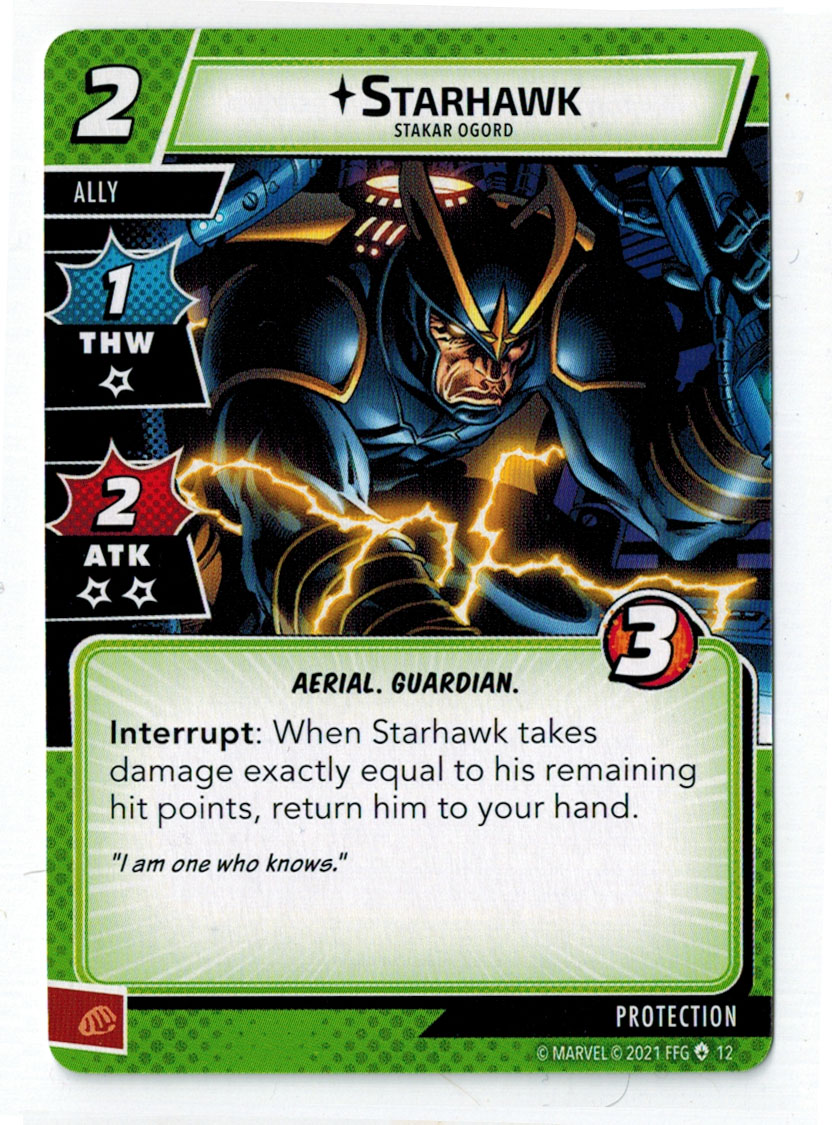 2
STARHAWK
STAKAR OGORD
ALLY
1
THW
2
ATK
3
AERIAL. GUARDIAN.
Interrupt: When Starhawk takes
damage exactly equal to his remaining
hit points, return him to your hand.
"I am one who knows."
PROTECTION
© MARVEL © 2021 FFG 12